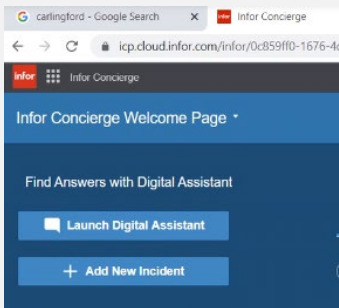 carlingford - Google Search
Infor Concierge
icp.cloud.infor.com/infor/0c859ff0-1676-4
infor Infor Concierge
Infor Concierge Welcome Page
Find Answers with Digital Assistant
Launch Digital Assistant
Add New Incident